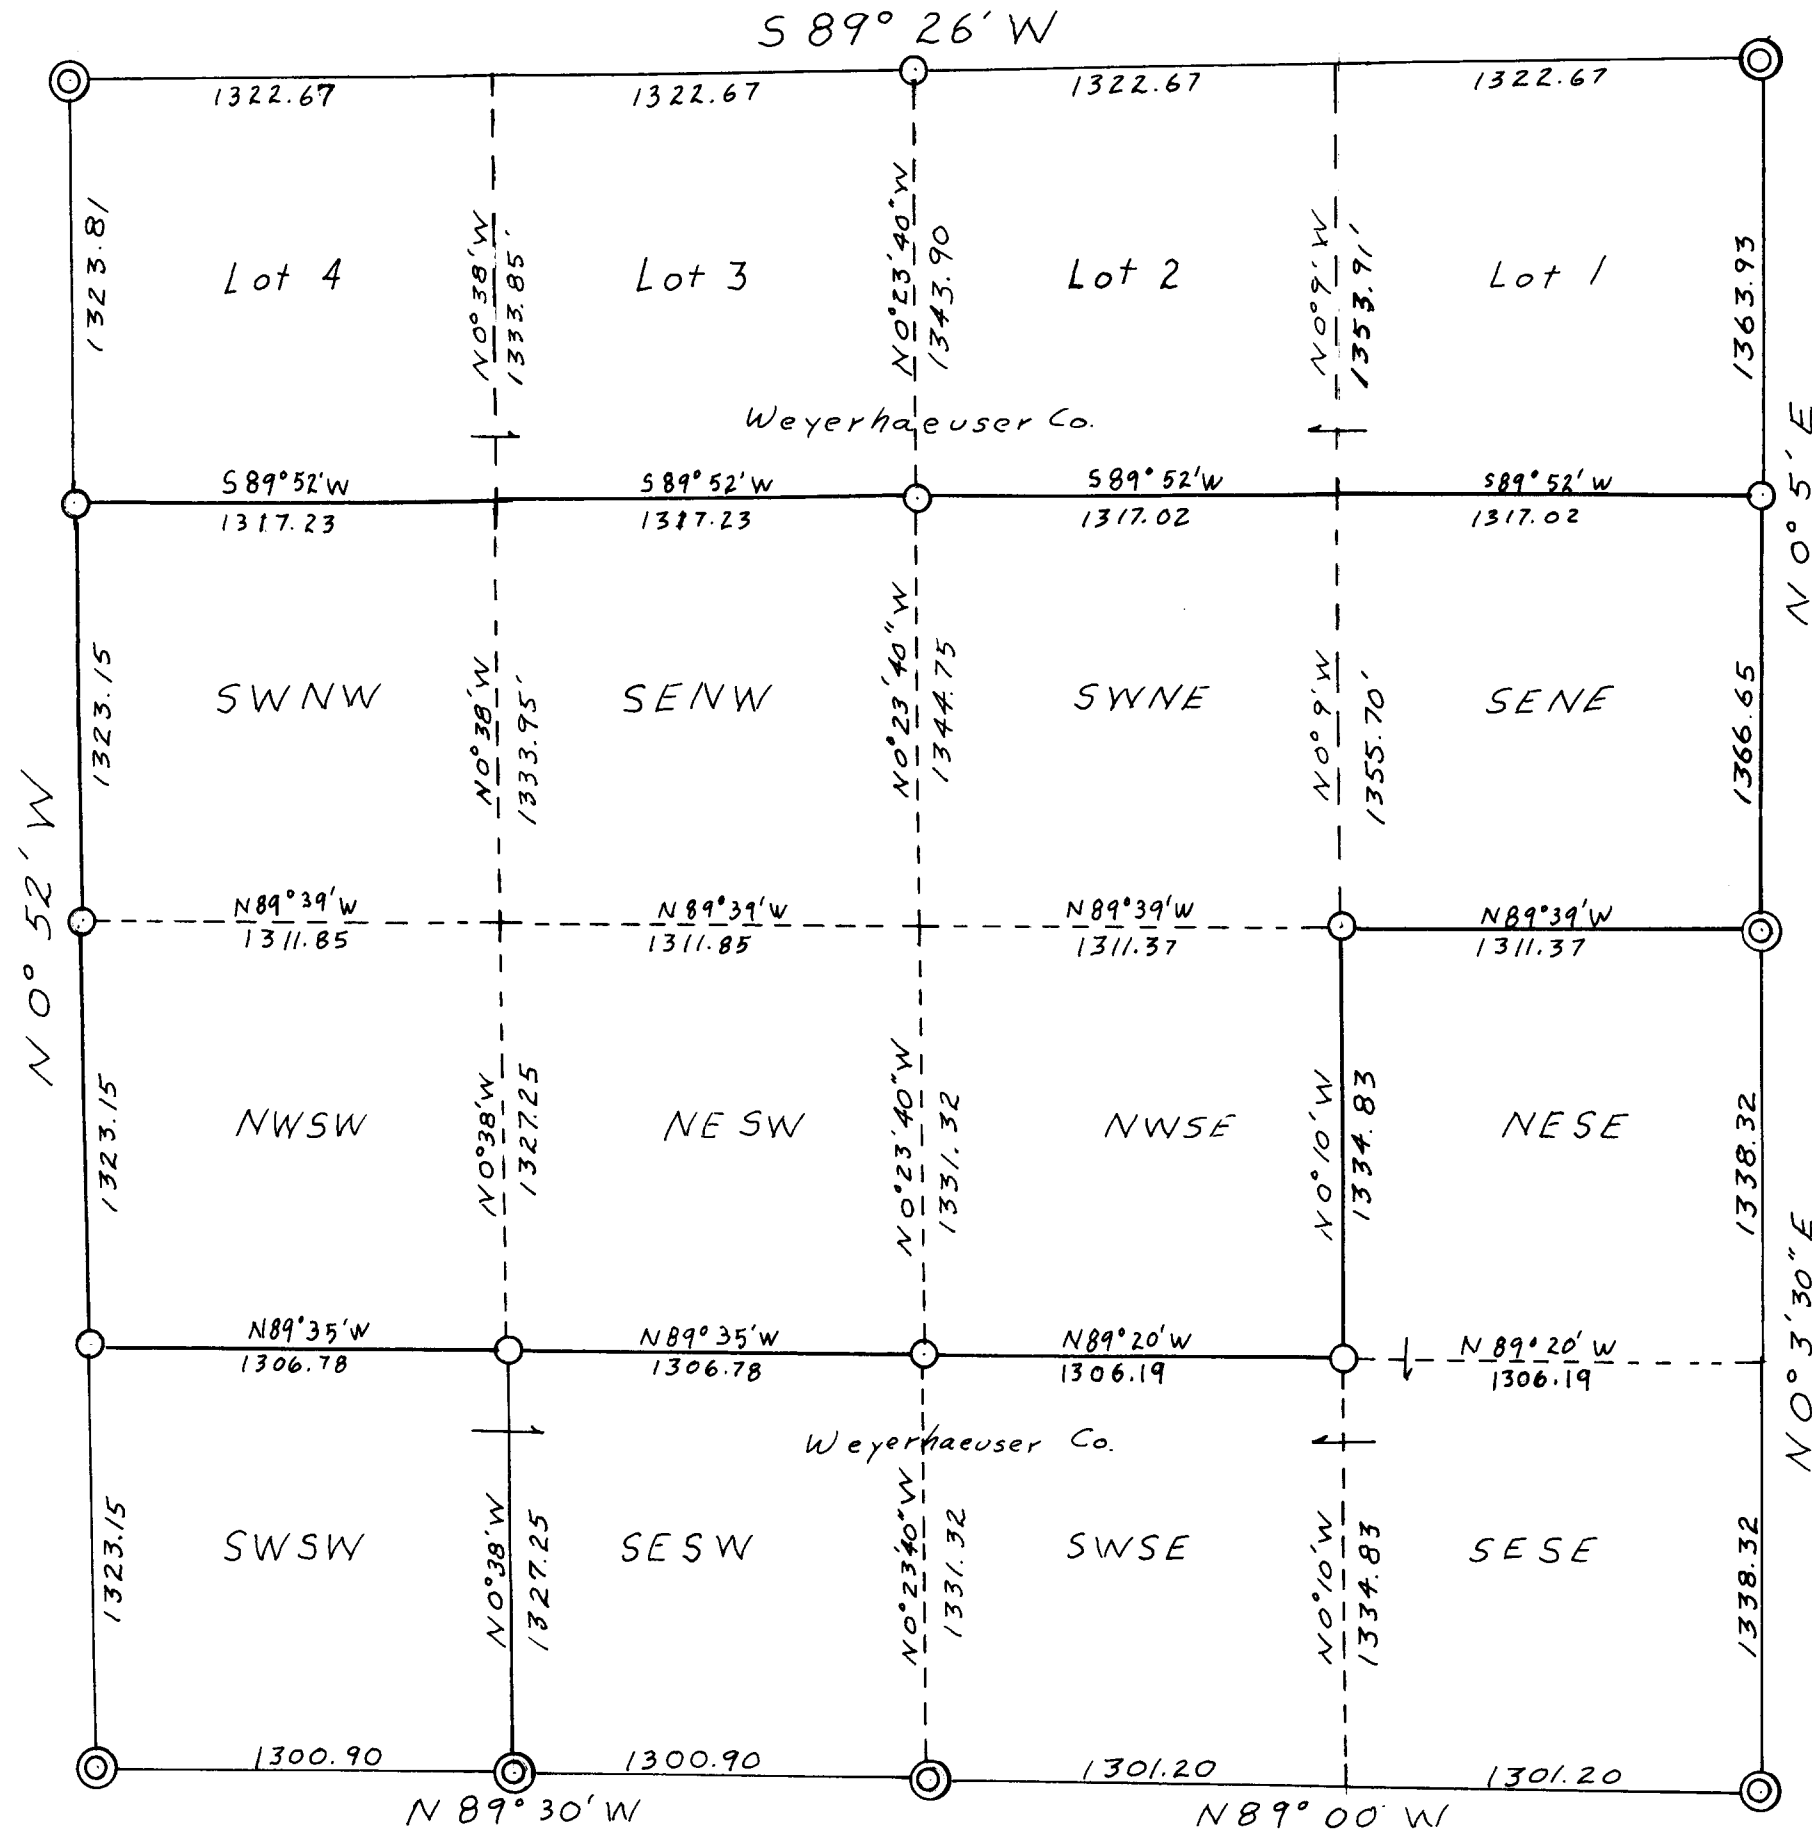 S 89° 26' W
1322.67
1322.67
1322.67
1322.67
1323.81
Lot 4
N0°38'W
1333.85'
Lot 3
N0°23'40"W
1343.90
Lot 2
N0°9'W
1353.91'
Lot 1
1363.93
Weyerhaeuser Co.
S89°52'W
1317.23
S89°52'W
1317.23
S89°52'W
1317.02
S89°52'W
1317.02
N 0° 5' E
1323.15
SWNW
N0°38'W
1333.95'
SENW
N0°23'40"W
1344.75
SWNE
N0°9'W
1355.70'
SENE
1366.65
N 0° 52' W
N89°39'W
1311.85
N89°39'W
1311.85
N89°39'W
1311.37
N89°39'W
1311.37
1323.15
NWSW
N0°38'W
1327.25
NESW
N0°23'40"W
1331.32
NWSE
N0°10'W
1334.83
NESE
1338.32
N 0° 3' 30" E
N89°35'W
1306.78
N89°35'W
1306.78
N89°20'W
1306.19
N 89°20' W
1306.19
Weyerhaeuser Co.
1323.15
SWSW
N0°38'W
1327.25
SESW
N0°23'40"W
1331.32
SWSE
N0°10'W
1334.83
SESE
1338.32
1300.90
1300.90
1301.20
1301.20
N 89° 30' W
N 89° 00' W